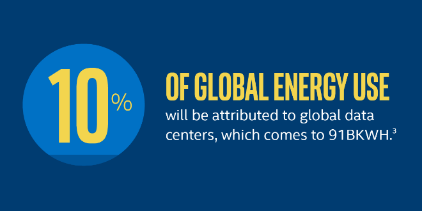 10%
OF GLOBAL ENERGY USE
will be attributed to global data
centers, which comes to 91BKWH.³